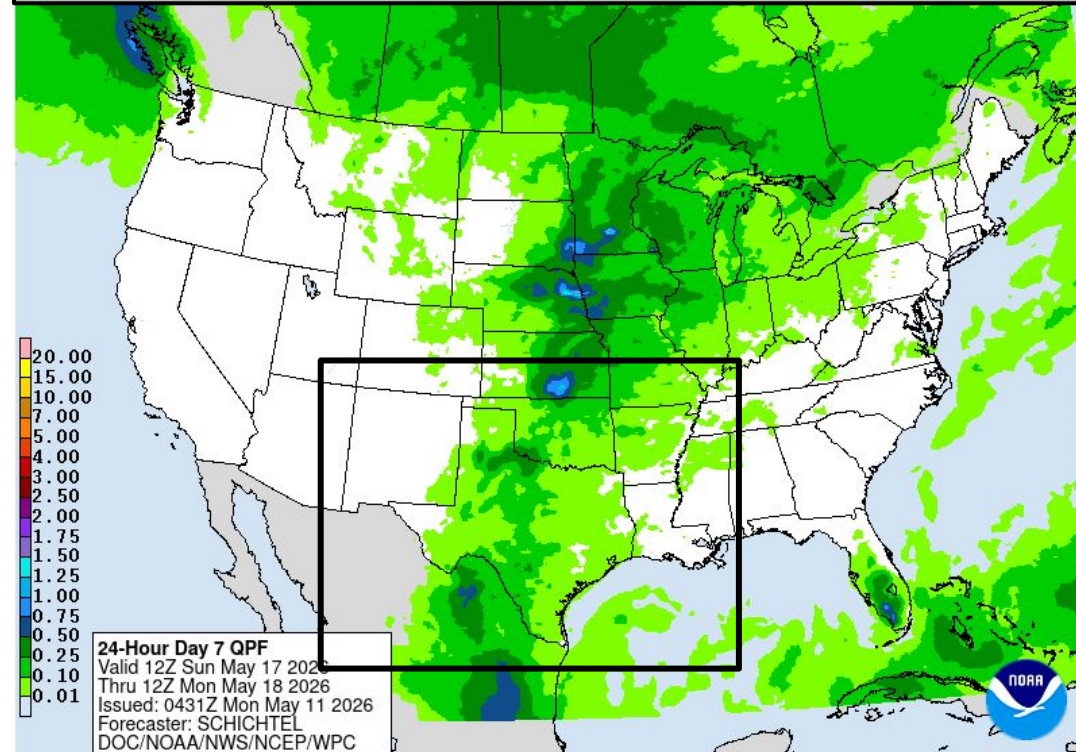 20.00
15.00
10.00
7.00
5.00
4.00
3.00
2.50
2.00
1.75
1.50
1.25
1.00
0.75
0.50
0.25
0.10
0.01
24-Hour Day 7 QPF
Valid 12Z Sun May 17 2026
Thru 12Z Mon May 18 2026
Issued: 0431Z Mon May 11 2026
Forecaster: SCHICHTEL
DOC/NOAA/NWS/NCEP/WPC
NOAA